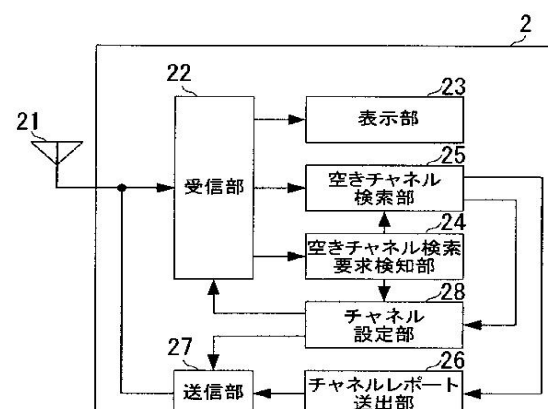 2
22
23
21
表示部
25
受信部
空きチャネル
検索部
24
空きチャネル検索
要求検知部
28
チャネル
設定部
27
26
送信部
チャネルレポート
送出部